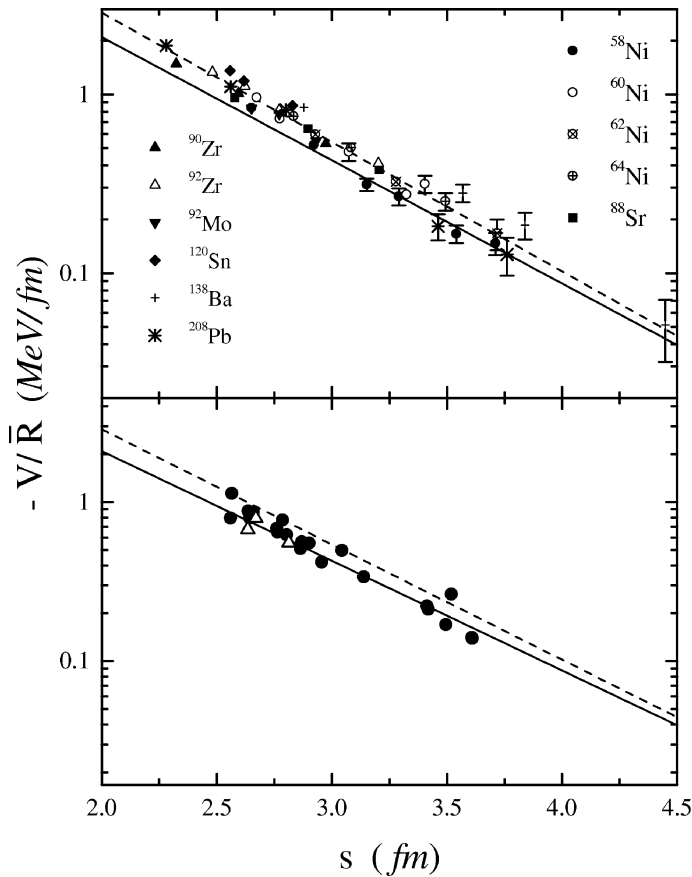 1
0.1
⁹⁰Zr
⁹²Zr
⁹²Mo
¹²⁰Sn
¹³⁸Ba
²⁰⁸Pb
⁵⁸Ni
⁶⁰Ni
⁶²Ni
⁶⁴Ni
⁸⁸Sr
- V/R̅ (MeV/fm)
1
0.1
2.0 2.5 3.0 3.5 4.0 4.5
s (fm)